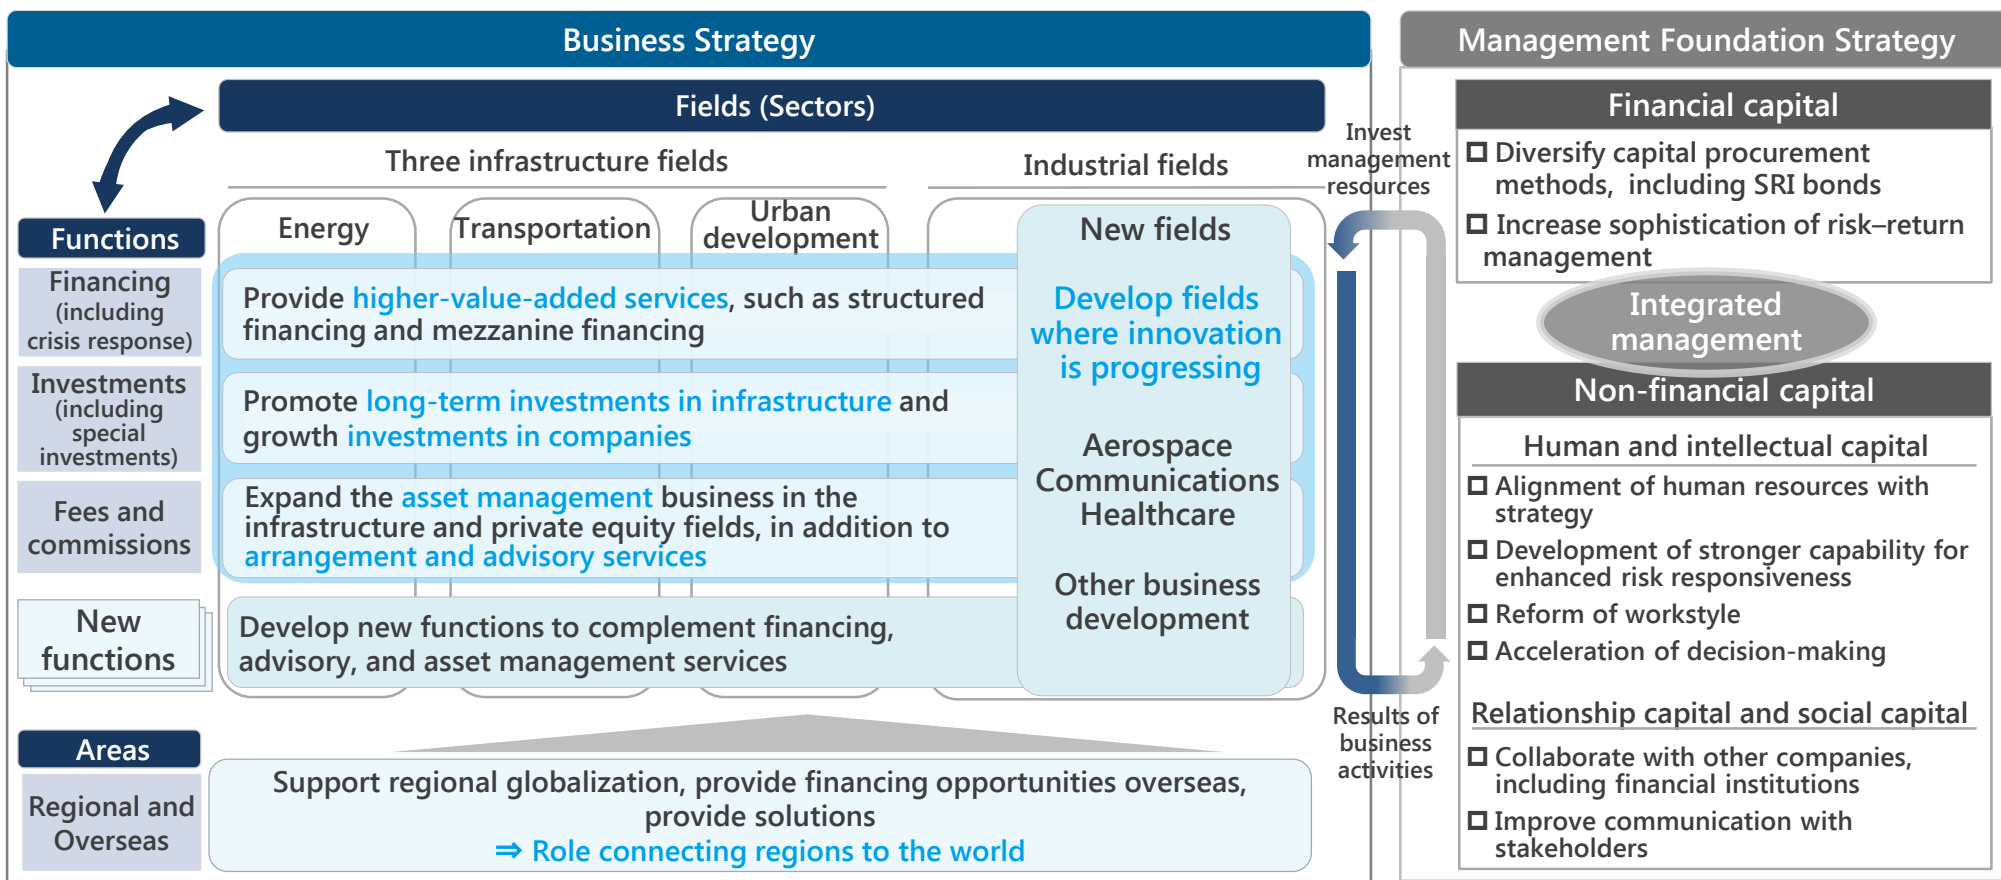 Business Strategy
Fields (Sectors)
Three infrastructure fields
Industrial fields
Energy
Transportation
Urban
development
New fields
Develop fields
where innovation
is progressing
Aerospace
Communications
Healthcare
Other business
development
Functions
Financing
(including
crisis response)
Provide higher-value-added services, such as structured
financing and mezzanine financing
Investments
(including
special
investments)
Promote long-term investments in infrastructure and
growth investments in companies
Fees and
commissions
Expand the asset management business in the
infrastructure and private equity fields, in addition to
arrangement and advisory services
New
functions
Develop new functions to complement financing,
advisory, and asset management services
Areas
Regional and
Overseas
Support regional globalization, provide financing opportunities overseas,
provide solutions
⇒ Role connecting regions to the world
Invest
management
resources
Results of
business
activities
Management Foundation Strategy
Financial capital
Diversify capital procurement
methods, including SRI bonds
Increase sophistication of risk–return
management
Integrated
management
Non-financial capital
Human and intellectual capital
Alignment of human resources with
strategy
Development of stronger capability for
enhanced risk responsiveness
Reform of workstyle
Acceleration of decision-making
Relationship capital and social capital
Collaborate with other companies,
including financial institutions
Improve communication with
stakeholders